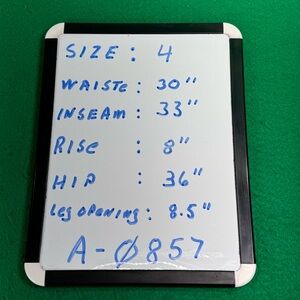 SIZE : 4
WAISTE : 30"
INSEAM : 33"
RISE : 8"
HIP : 36"
Leg OPENING : 8.5"
A-Ø857